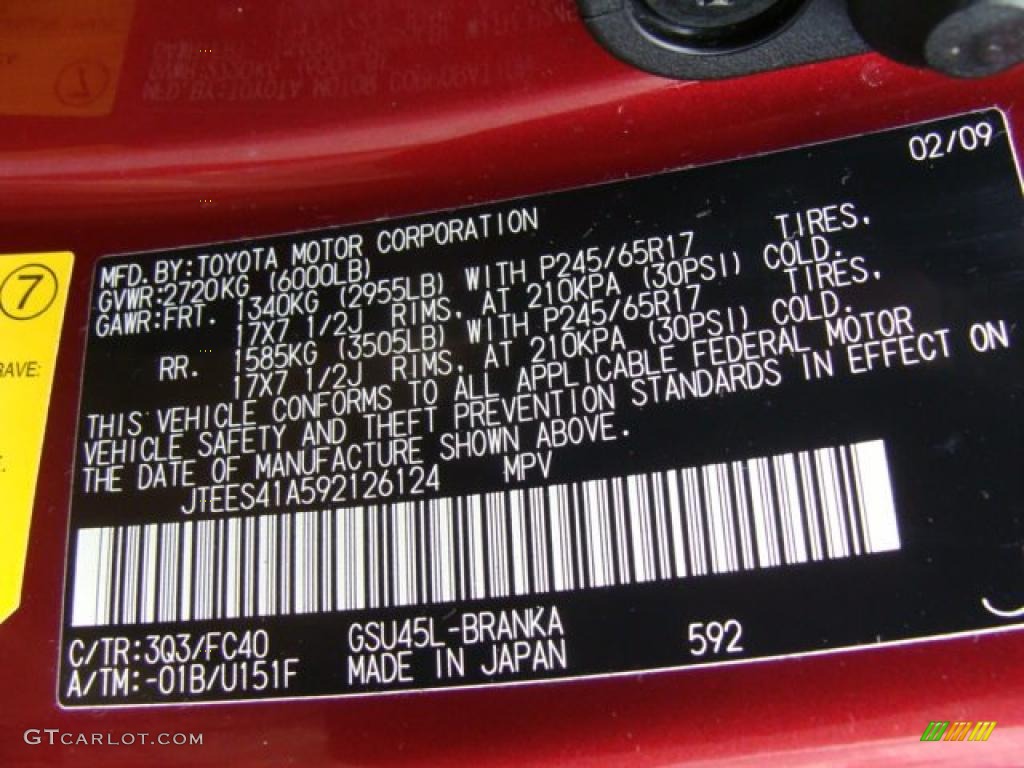 02/09
MFD. BY: TOYOTA MOTOR CORPORATION
GVWR: 2720KG (6000LB)
GAWR: FRT. 1340KG (2955LB) WITH P245/65R17 TIRES,
17X7 1/2J RIMS, AT 210KPA (30PSI) COLD.
RR. 1585KG (3505LB) WITH P245/65R17 TIRES,
17X7 1/2J RIMS, AT 210KPA (30PSI) COLD.
THIS VEHICLE CONFORMS TO ALL APPLICABLE FEDERAL MOTOR
VEHICLE SAFETY AND THEFT PREVENTION STANDARDS IN EFFECT ON
THE DATE OF MANUFACTURE SHOWN ABOVE.
JTEES41A592126124 MPV
C/TR: 3Q3/FC40 GSU45L-BRANKA 592
A/TM: -01B/U151F MADE IN JAPAN
7
RAVE:
GTCARLOT.COM